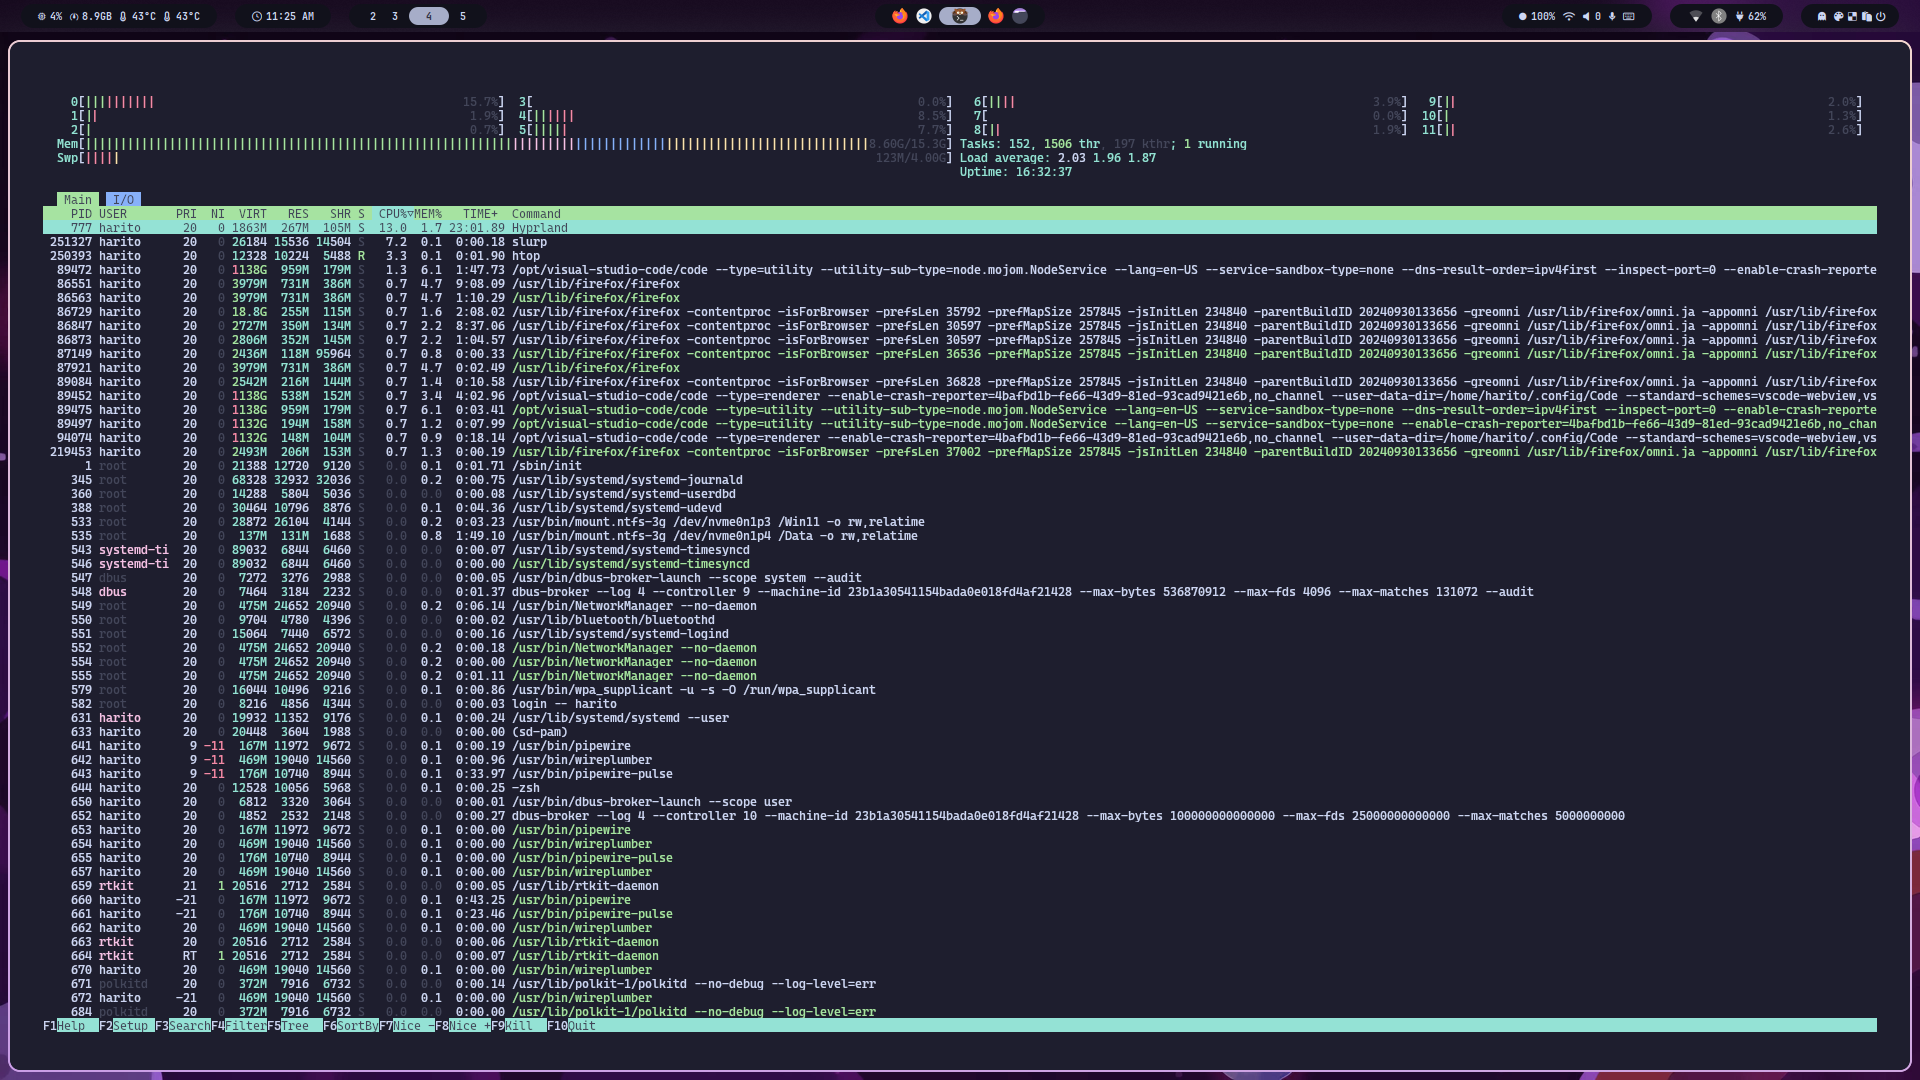 4% 8.9GB 43°C 43°C 11:25 AM 2 3 4 5 100% 0 62%
0[||||||||||| 15.7%] 3[ 0.0%] 6[|||| 3.9%] 9[|| 2.0%]
1[|| 1.9%] 4[|||||| 8.5%] 7[ 0.0%] 10[| 1.3%]
2[| 0.7%] 5[||||| 7.7%] 8[|| 1.9%] 11[|| 2.6%]
Mem[ 8.60G/15.3G] Tasks: 152, 1506 thr, 197 kthr; 1 running
Swp[||||| 123M/4.00G] Load average: 2.03 1.96 1.87
Uptime: 16:32:37
Main I/O
PID USER PRI NI VIRT RES SHR S CPU%▽MEM% TIME+ Command
777 harito 20 0 1863M 267M 105M S 13.0 1.7 23:01.89 Hyprland
251327 harito 20 0 26184 15536 14504 S 7.2 0.1 0:00.18 slurp
250393 harito 20 0 12328 10224 5488 R 3.3 0.1 0:01.90 htop
89472 harito 20 0 1138G 959M 179M S 1.3 6.1 1:47.73 /opt/visual-studio-code/code --type=utility --utility-sub-type=node.mojom.NodeService --lang=en-US --service-sandbox-type=none --dns-result-order=ipv4first --inspect-port=0 --enable-crash-reporte
86551 harito 20 0 3979M 731M 386M S 0.7 4.7 9:08.09 /usr/lib/firefox/firefox
86563 harito 20 0 3979M 731M 386M S 0.7 4.7 1:10.29 /usr/lib/firefox/firefox
86729 harito 20 0 18.8G 255M 115M S 0.7 1.6 2:08.02 /usr/lib/firefox/firefox -contentproc -isForBrowser -prefsLen 35792 -prefMapSize 257845 -jsInitLen 234840 -parentBuildID 20240930133656 -greomni /usr/lib/firefox/omni.ja -appomni /usr/lib/firefox
86847 harito 20 0 2727M 350M 134M S 0.7 2.2 8:37.06 /usr/lib/firefox/firefox -contentproc -isForBrowser -prefsLen 30597 -prefMapSize 257845 -jsInitLen 234840 -parentBuildID 20240930133656 -greomni /usr/lib/firefox/omni.ja -appomni /usr/lib/firefox
86873 harito 20 0 2806M 352M 145M S 0.7 2.2 1:04.57 /usr/lib/firefox/firefox -contentproc -isForBrowser -prefsLen 30597 -prefMapSize 257845 -jsInitLen 234840 -parentBuildID 20240930133656 -greomni /usr/lib/firefox/omni.ja -appomni /usr/lib/firefox
87149 harito 20 0 2436M 118M 95964 S 0.7 0.8 0:00.33 /usr/lib/firefox/firefox -contentproc -isForBrowser -prefsLen 36536 -prefMapSize 257845 -jsInitLen 234840 -parentBuildID 20240930133656 -greomni /usr/lib/firefox/omni.ja -appomni /usr/lib/firefox
87921 harito 20 0 3979M 731M 386M S 0.7 4.7 0:02.49 /usr/lib/firefox/firefox
89084 harito 20 0 2542M 216M 144M S 0.7 1.4 0:10.58 /usr/lib/firefox/firefox -contentproc -isForBrowser -prefsLen 36828 -prefMapSize 257845 -jsInitLen 234840 -parentBuildID 20240930133656 -greomni /usr/lib/firefox/omni.ja -appomni /usr/lib/firefox
89452 harito 20 0 1138G 538M 152M S 0.7 3.4 4:02.96 /opt/visual-studio-code/code --type=renderer --enable-crash-reporter=4bafbd1b-fe66-43d9-81ed-93cad9421e6b,no_channel --user-data-dir=/home/harito/.config/Code --standard-schemes=vscode-webview,vs
89475 harito 20 0 1138G 959M 179M S 0.7 6.1 0:03.41 /opt/visual-studio-code/code --type=utility --utility-sub-type=node.mojom.NodeService --lang=en-US --service-sandbox-type=none --dns-result-order=ipv4first --inspect-port=0 --enable-crash-reporte
89497 harito 20 0 1132G 194M 158M S 0.7 1.2 0:07.99 /opt/visual-studio-code/code --type=utility --utility-sub-type=node.mojom.NodeService --lang=en-US --service-sandbox-type=none --enable-crash-reporter=4bafbd1b-fe66-43d9-81ed-93cad9421e6b,no_chan
94074 harito 20 0 1132G 148M 104M S 0.7 0.9 0:18.14 /opt/visual-studio-code/code --type=renderer --enable-crash-reporter=4bafbd1b-fe66-43d9-81ed-93cad9421e6b,no_channel --user-data-dir=/home/harito/.config/Code --standard-schemes=vscode-webview,vs
219453 harito 20 0 2493M 206M 153M S 0.7 1.3 0:00.19 /usr/lib/firefox/firefox -contentproc -isForBrowser -prefsLen 37002 -prefMapSize 257845 -jsInitLen 234840 -parentBuildID 20240930133656 -greomni /usr/lib/firefox/omni.ja -appomni /usr/lib/firefox
1 root 20 0 21388 12720 9120 S 0.0 0.1 0:01.71 /sbin/init
345 root 20 0 68328 32932 32036 S 0.0 0.2 0:00.75 /usr/lib/systemd/systemd-journald
360 root 20 0 14288 5804 5036 S 0.0 0.0 0:00.08 /usr/lib/systemd/systemd-userdbd
388 root 20 0 30464 10796 8876 S 0.0 0.1 0:04.36 /usr/lib/systemd/systemd-udevd
533 root 20 0 28872 26104 4144 S 0.0 0.2 0:03.23 /usr/bin/mount.ntfs-3g /dev/nvme0n1p3 /Win11 -o rw,relatime
535 root 20 0 137M 131M 1688 S 0.0 0.8 1:49.10 /usr/bin/mount.ntfs-3g /dev/nvme0n1p4 /Data -o rw,relatime
543 systemd-ti 20 0 89032 6844 6460 S 0.0 0.0 0:00.07 /usr/lib/systemd/systemd-timesyncd
546 systemd-ti 20 0 89032 6844 6460 S 0.0 0.0 0:00.00 /usr/lib/systemd/systemd-timesyncd
547 dbus 20 0 7272 3276 2988 S 0.0 0.0 0:00.05 /usr/bin/dbus-broker-launch --scope system --audit
548 dbus 20 0 7464 3184 2232 S 0.0 0.0 0:01.37 dbus-broker --log 4 --controller 9 --machine-id 23b1a30541154bada0e018fd4af21428 --max-bytes 536870912 --max-fds 4096 --max-matches 131072 --audit
549 root 20 0 475M 24652 20940 S 0.0 0.2 0:06.14 /usr/bin/NetworkManager --no-daemon
550 root 20 0 9704 4780 4396 S 0.0 0.0 0:00.02 /usr/lib/bluetooth/bluetoothd
551 root 20 0 15064 7440 6572 S 0.0 0.0 0:00.16 /usr/lib/systemd/systemd-logind
552 root 20 0 475M 24652 20940 S 0.0 0.2 0:00.18 /usr/bin/NetworkManager --no-daemon
554 root 20 0 475M 24652 20940 S 0.0 0.2 0:00.00 /usr/bin/NetworkManager --no-daemon
555 root 20 0 475M 24652 20940 S 0.0 0.2 0:01.11 /usr/bin/NetworkManager --no-daemon
579 root 20 0 16044 10496 9216 S 0.0 0.1 0:00.86 /usr/bin/wpa_supplicant -u -s -O /run/wpa_supplicant
582 root 20 0 8216 4856 4344 S 0.0 0.0 0:00.03 login -- harito
631 harito 20 0 19932 11352 9176 S 0.0 0.1 0:00.24 /usr/lib/systemd/systemd --user
633 harito 20 0 20448 3604 1988 S 0.0 0.0 0:00.00 (sd-pam)
641 harito 9 -11 167M 11972 9672 S 0.0 0.1 0:00.19 /usr/bin/pipewire
642 harito 9 -11 469M 19040 14560 S 0.0 0.1 0:00.96 /usr/bin/wireplumber
643 harito 9 -11 176M 10740 8944 S 0.0 0.1 0:33.97 /usr/bin/pipewire-pulse
644 harito 20 0 12528 10056 5968 S 0.0 0.1 0:00.25 -zsh
650 harito 20 0 6812 3320 3064 S 0.0 0.0 0:00.01 /usr/bin/dbus-broker-launch --scope user
652 harito 20 0 4852 2532 2148 S 0.0 0.0 0:00.27 dbus-broker --log 4 --controller 10 --machine-id 23b1a30541154bada0e018fd4af21428 --max-bytes 100000000000000 --max-fds 25000000000000 --max-matches 5000000000
653 harito 20 0 167M 11972 9672 S 0.0 0.1 0:00.00 /usr/bin/pipewire
654 harito 20 0 469M 19040 14560 S 0.0 0.1 0:00.00 /usr/bin/wireplumber
655 harito 20 0 176M 10740 8944 S 0.0 0.1 0:00.00 /usr/bin/pipewire-pulse
657 harito 20 0 469M 19040 14560 S 0.0 0.1 0:00.00 /usr/bin/wireplumber
659 rtkit 21 1 20516 2712 2584 S 0.0 0.0 0:00.05 /usr/lib/rtkit-daemon
660 harito -21 0 167M 11972 9672 S 0.0 0.1 0:43.25 /usr/bin/pipewire
661 harito -21 0 176M 10740 8944 S 0.0 0.1 0:23.46 /usr/bin/pipewire-pulse
662 harito 20 0 469M 19040 14560 S 0.0 0.1 0:00.00 /usr/bin/wireplumber
663 rtkit 20 0 20516 2712 2584 S 0.0 0.0 0:00.06 /usr/lib/rtkit-daemon
664 rtkit RT 1 20516 2712 2584 S 0.0 0.0 0:00.07 /usr/lib/rtkit-daemon
670 harito 20 0 469M 19040 14560 S 0.0 0.1 0:00.00 /usr/bin/wireplumber
671 polkitd 20 0 372M 7916 6732 S 0.0 0.0 0:00.14 /usr/lib/polkit-1/polkitd --no-debug --log-level=err
672 harito -21 0 469M 19040 14560 S 0.0 0.1 0:00.00 /usr/bin/wireplumber
684 polkitd 20 0 372M 7916 6732 S 0.0 0.0 0:00.00 /usr/lib/polkit-1/polkitd --no-debug --log-level=err
F1Help F2Setup F3SearchF4FilterF5Tree F6SortByF7Nice -F8Nice +F9Kill F10Quit